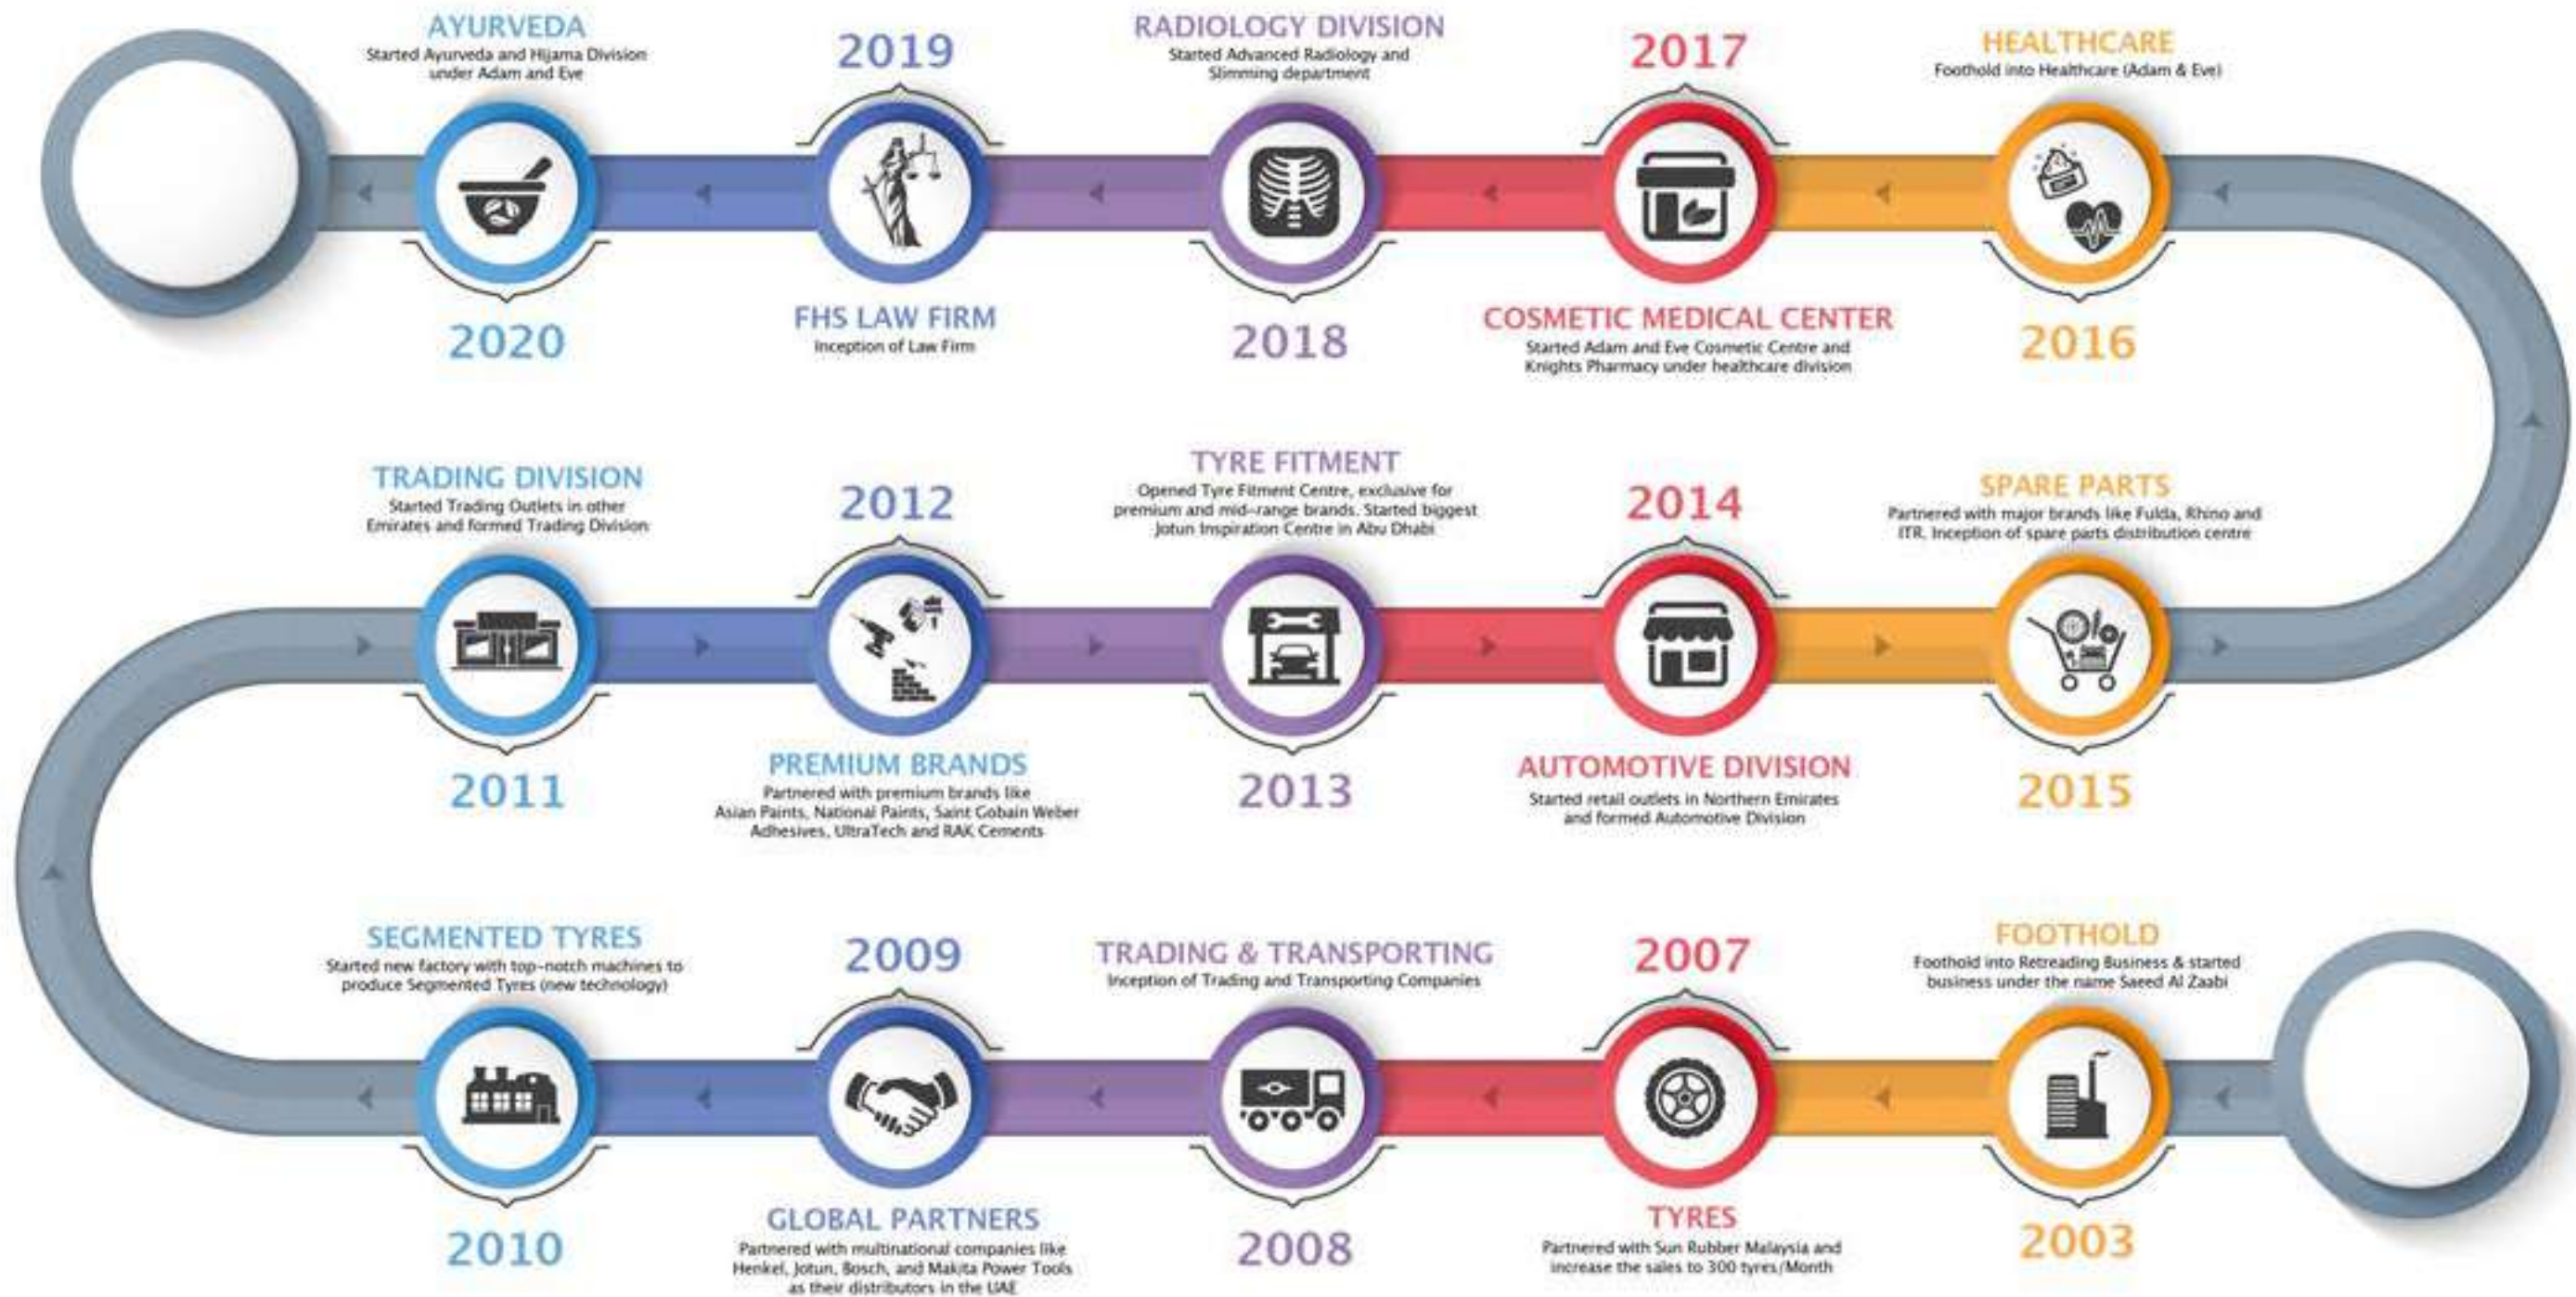 AYURVEDA
Started Ayurveda and Hijama Division
under Adam and Eve
2020
2019
FHS LAW FIRM
Inception of Law Firm
RADIOLOGY DIVISION
Started Advanced Radiology and
Slimming department
2018
2017
COSMETIC MEDICAL CENTER
Started Adam and Eve Cosmetic Centre and
Knights Pharmacy under healthcare division
HEALTHCARE
Foothold into Healthcare (Adam & Eve)
2016
TRADING DIVISION
Started Trading Outlets in other
Emirates and formed Trading Division
2011
2012
PREMIUM BRANDS
Partnered with premium brands like
Asian Paints, National Paints, Saint Gobain Weber
Adhesives, UltraTech and RAK Cements
TYRE FITMENT
Opened Tyre Fitment Centre, exclusive for
premium and mid-range brands. Started biggest
Jotun Inspiration Centre in Abu Dhabi
2013
2014
AUTOMOTIVE DIVISION
Started retail outlets in Northern Emirates
and formed Automotive Division
SPARE PARTS
Partnered with major brands like Fulda, Rhino and
ITR. Inception of spare parts distribution centre
2015
SEGMENTED TYRES
Started new factory with top-notch machines to
produce Segmented Tyres (new technology)
2010
2009
GLOBAL PARTNERS
Partnered with multinational companies like
Henkel, Jotun, Bosch, and Makita Power Tools
as their distributors in the UAE
TRADING & TRANSPORTING
Inception of Trading and Transporting Companies
2008
2007
TYRES
Partnered with Sun Rubber Malaysia and
increase the sales to 300 tyres/Month
FOOTHOLD
Foothold into Retreading Business & started
business under the name Saeed Al Zaabi
2003